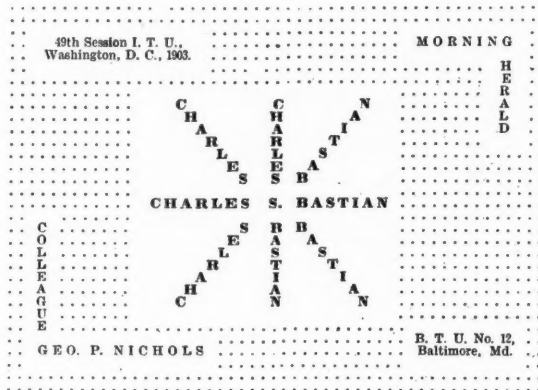 49th Session I. T. U.,
Washington, D. C., 1903.
MORNING
HERALD
CHARLES
CHARLES
BASTIAN
CHARLES S. BASTIAN
CHARLES
BASTIAN
BASTIAN
COLLEAGUE
GEO. P. NICHOLS
B. T. U. No. 12,
Baltimore, Md.